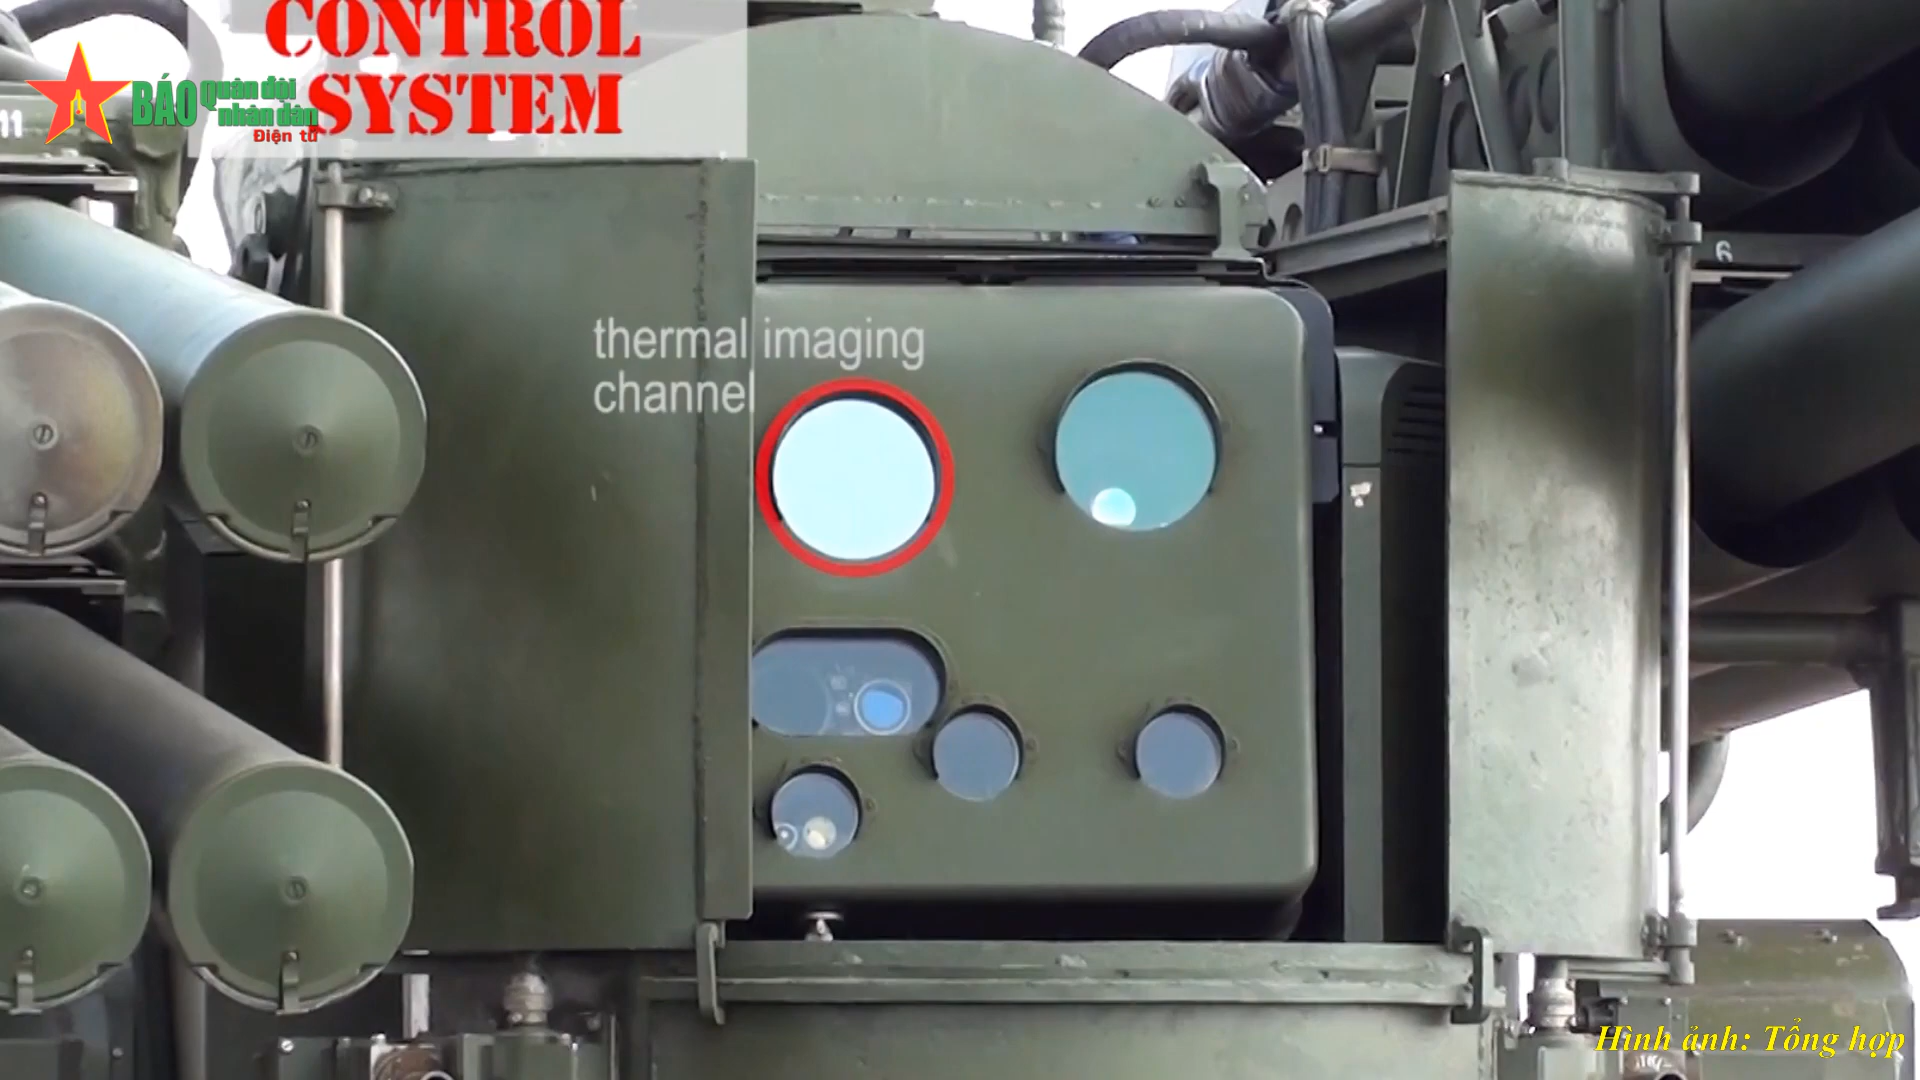 CONTROL
SYSTEM
BÁO Quân đội
nhân dân
Điện tử
11
6
thermal imaging
channel
Hình ảnh: Tổng hợp